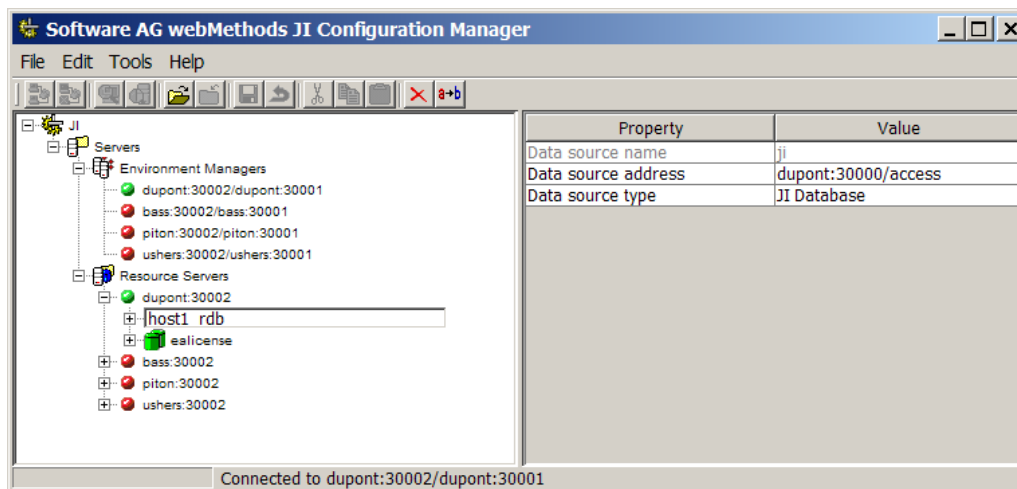 Software AG webMethods JI Configuration Manager
File Edit Tools Help
a→b
JI
Servers
Environment Managers
dupont:30002/dupont:30001
bass:30002/bass:30001
piton:30002/piton:30001
ushers:30002/ushers:30001
Resource Servers
dupont:30002
host1 rdb
ealicense
bass:30002
piton:30002
ushers:30002
Property Value
Data source name ji
Data source address dupont:30000/access
Data source type JI Database
Connected to dupont:30002/dupont:30001